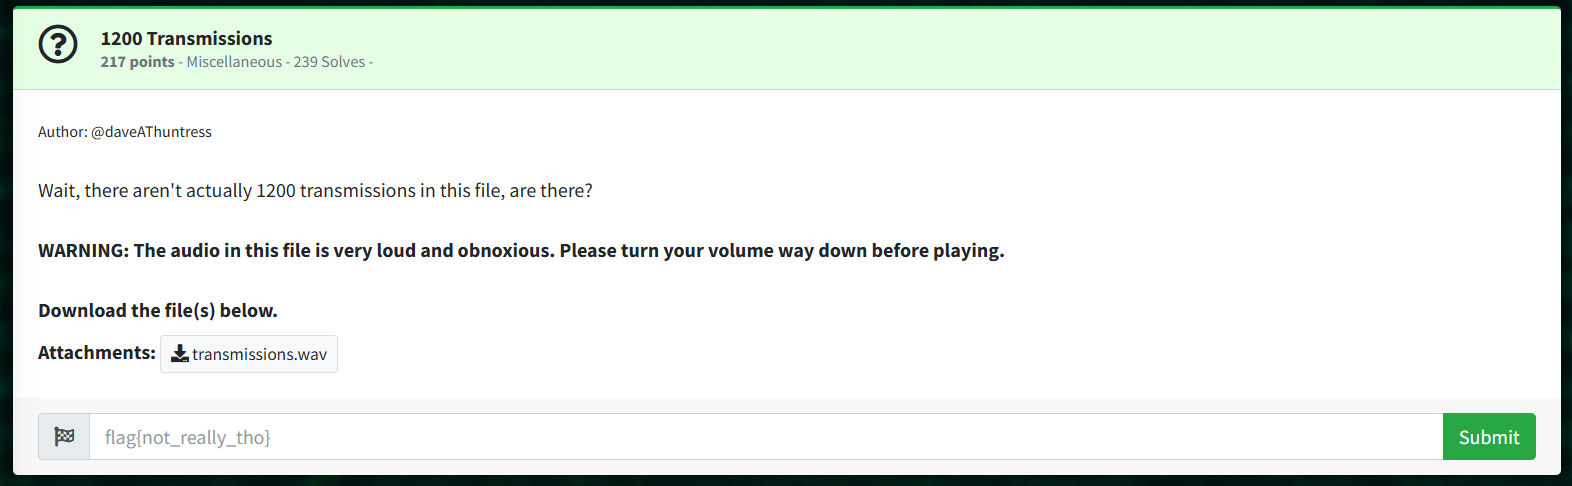 1200 Transmissions
217 points - Miscellaneous - 239 Solves -
Author: @daveAThuntress
Wait, there aren't actually 1200 transmissions in this file, are there?
WARNING: The audio in this file is very loud and obnoxious. Please turn your volume way down before playing.
Download the file(s) below.
Attachments: transmissions.wav
flag{not_really_tho} Submit